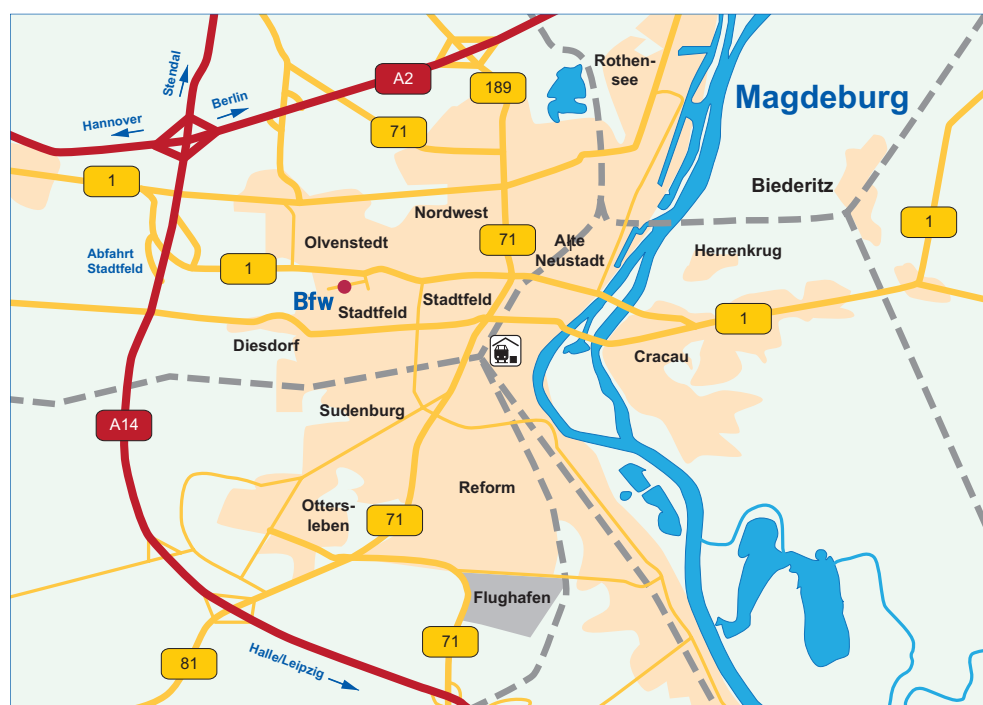 Rothen-
see
Stendal
A2
189
Magdeburg
Berlin
Hannover
71
1
Biederitz
Nordwest
Olvenstedt
71
Alte
Neustadt
1
Abfahrt
Stadtfeld
1
Herrenkrug
Bfw
Stadtfeld
Stadtfeld
1
Diesdorf
Cracau
Sudenburg
A14
Reform
Otters-
leben
71
Flughafen
71
81
Halle/Leipzig